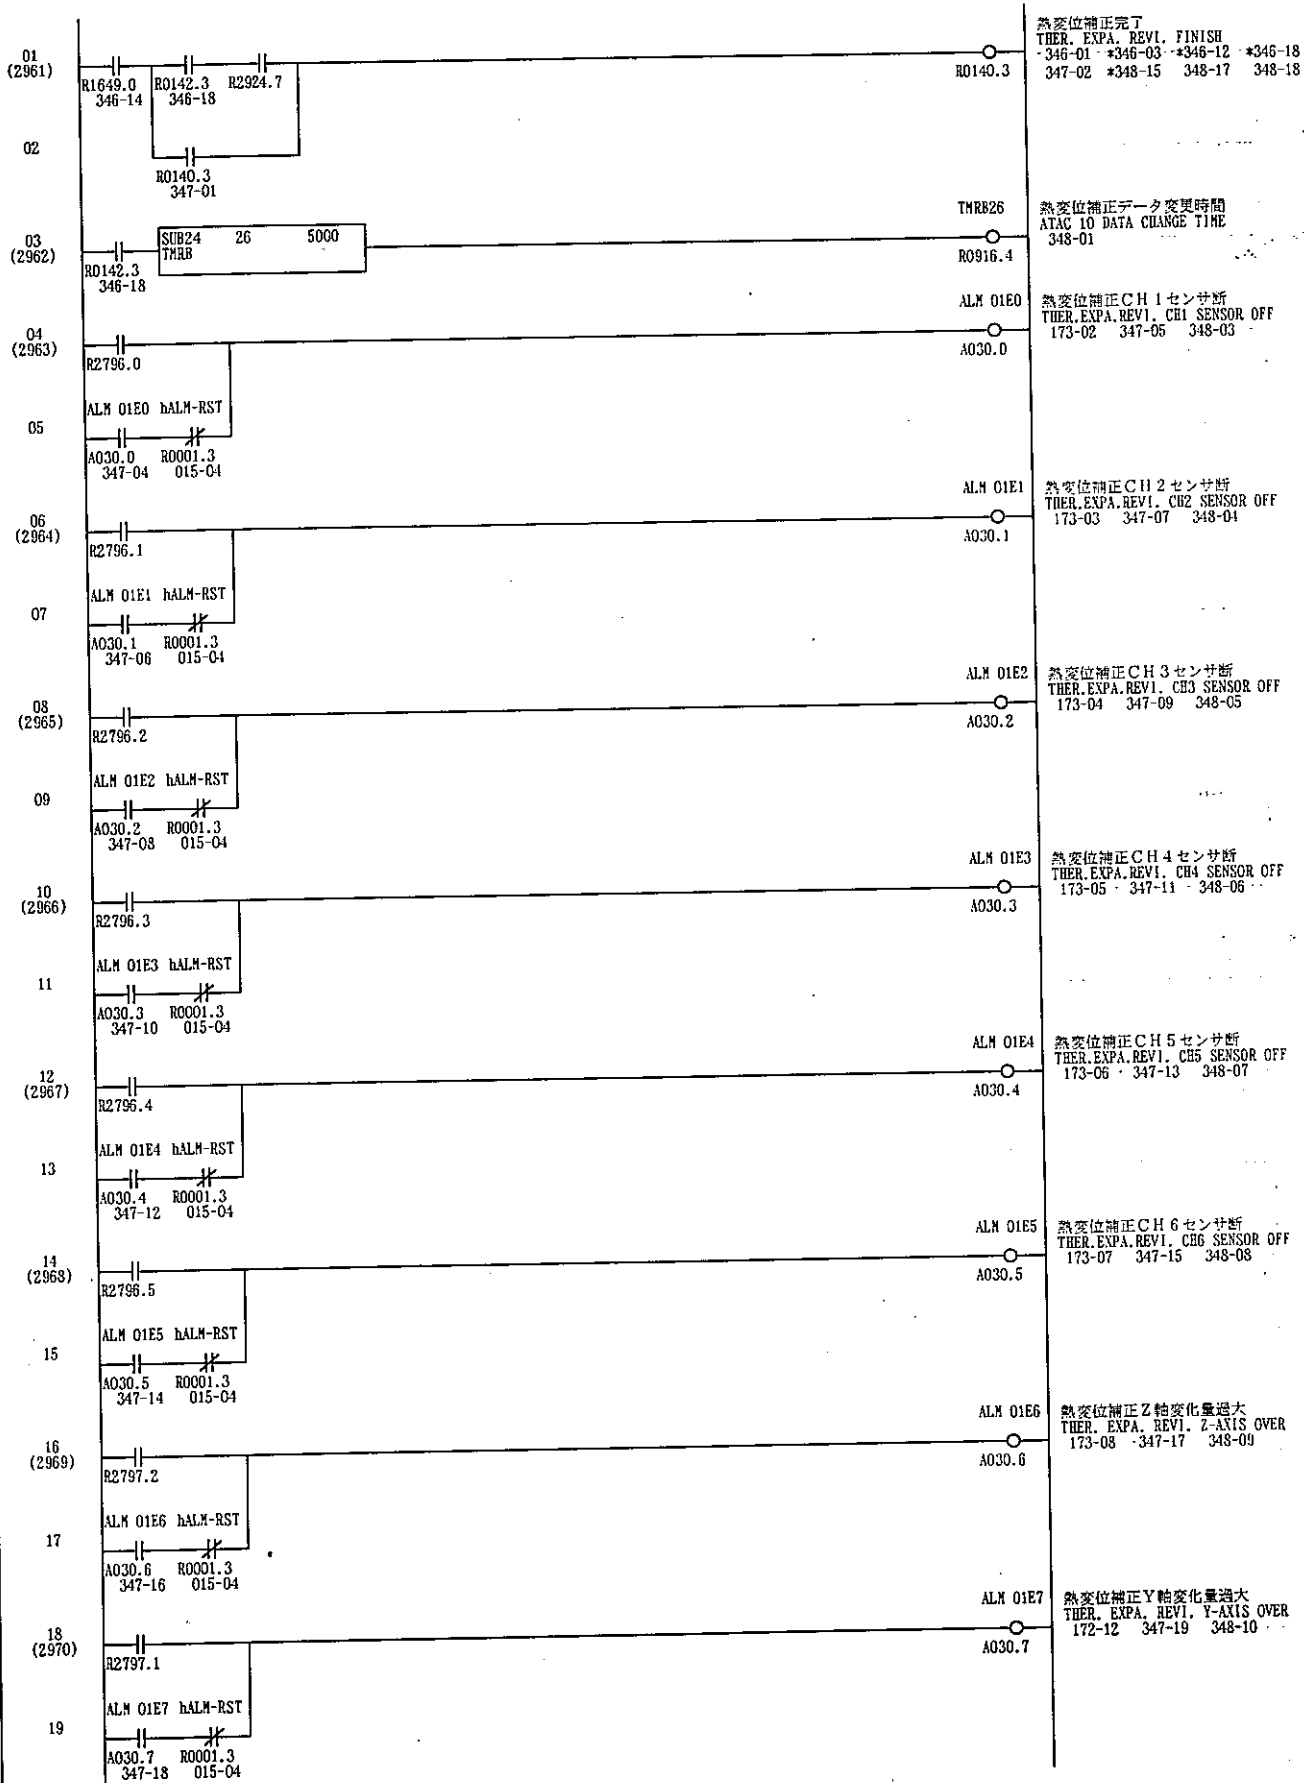 熱変位補正完了
THER. EXPA. REVI. FINISH
01
(2961)
R1649.0
346-14
R0142.3
346-18
R2924.7
R0140.3
346-01 *346-03 *346-12 *346-18
347-02 *348-15 348-17 348-18
02
R0140.3
347-01
TMRB26
熱変位補正データ変更時間
ATAC 10 DATA CHANGE TIME
348-01
03
(2962)
R0142.3
346-18
SUB24 26 5000
TMRB
R0916.4
ALM 01E0
熱変位補正CH1センサ断
THER.EXPA.REVI. CH1 SENSOR OFF
173-02 347-05 348-03
04
(2963)
R2796.0
A030.0
ALM 01E0 hALM-RST
05
A030.0 R0001.3
347-04 015-04
ALM 01E1
熱変位補正CH2センサ断
THER.EXPA.REVI. CH2 SENSOR OFF
173-03 347-07 348-04
06
(2964)
R2796.1
A030.1
ALM 01E1 hALM-RST
07
A030.1 R0001.3
347-06 015-04
ALM 01E2
熱変位補正CH3センサ断
THER.EXPA.REVI. CH3 SENSOR OFF
173-04 347-09 348-05
08
(2965)
R2796.2
A030.2
ALM 01E2 hALM-RST
09
A030.2 R0001.3
347-08 015-04
ALM 01E3
熱変位補正CH4センサ断
THER.EXPA.REVI. CH4 SENSOR OFF
173-05 347-11 348-06
10
(2966)
R2796.3
A030.3
ALM 01E3 hALM-RST
11
A030.3 R0001.3
347-10 015-04
ALM 01E4
熱変位補正CH5センサ断
THER.EXPA.REVI. CH5 SENSOR OFF
173-06 347-13 348-07
12
(2967)
R2796.4
A030.4
ALM 01E4 hALM-RST
13
A030.4 R0001.3
347-12 015-04
ALM 01E5
熱変位補正CH6センサ断
THER.EXPA.REVI. CH6 SENSOR OFF
173-07 347-15 348-08
14
(2968)
R2796.5
A030.5
ALM 01E5 hALM-RST
15
A030.5 R0001.3
347-14 015-04
ALM 01E6
熱変位補正Z軸変化量過大
THER. EXPA. REVI. Z-AXIS OVER
173-08 347-17 348-09
16
(2969)
R2797.2
A030.6
ALM 01E6 hALM-RST
17
A030.6 R0001.3
347-16 015-04
ALM 01E7
熱変位補正Y軸変化量過大
THER. EXPA. REVI. Y-AXIS OVER
172-12 347-19 348-10
18
(2970)
R2797.1
A030.7
ALM 01E7 hALM-RST
19
A030.7 R0001.3
347-18 015-04